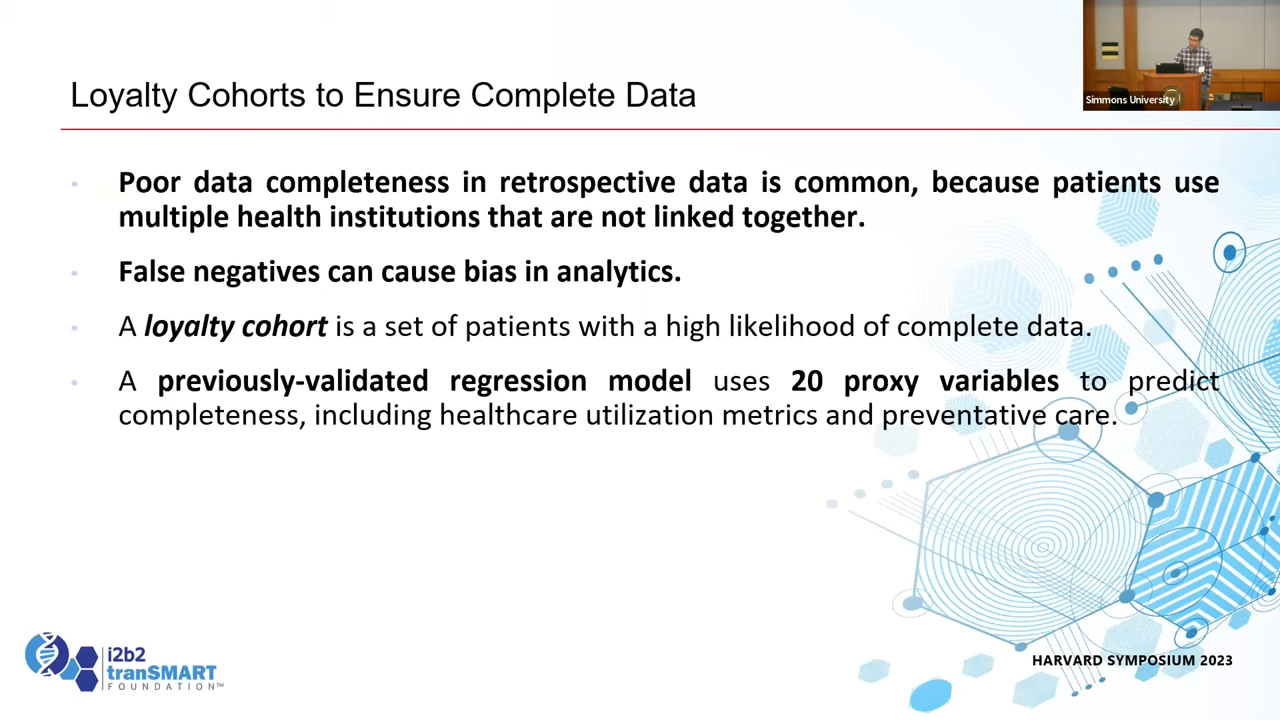 Loyalty Cohorts to Ensure Complete Data
Simmons University
• Poor data completeness in retrospective data is common, because patients use
multiple health institutions that are not linked together.
• False negatives can cause bias in analytics.
• A loyalty cohort is a set of patients with a high likelihood of complete data.
• A previously-validated regression model uses 20 proxy variables to predict
completeness, including healthcare utilization metrics and preventative care.
i2b2
tranSMART
FOUNDATION™
HARVARD SYMPOSIUM 2023